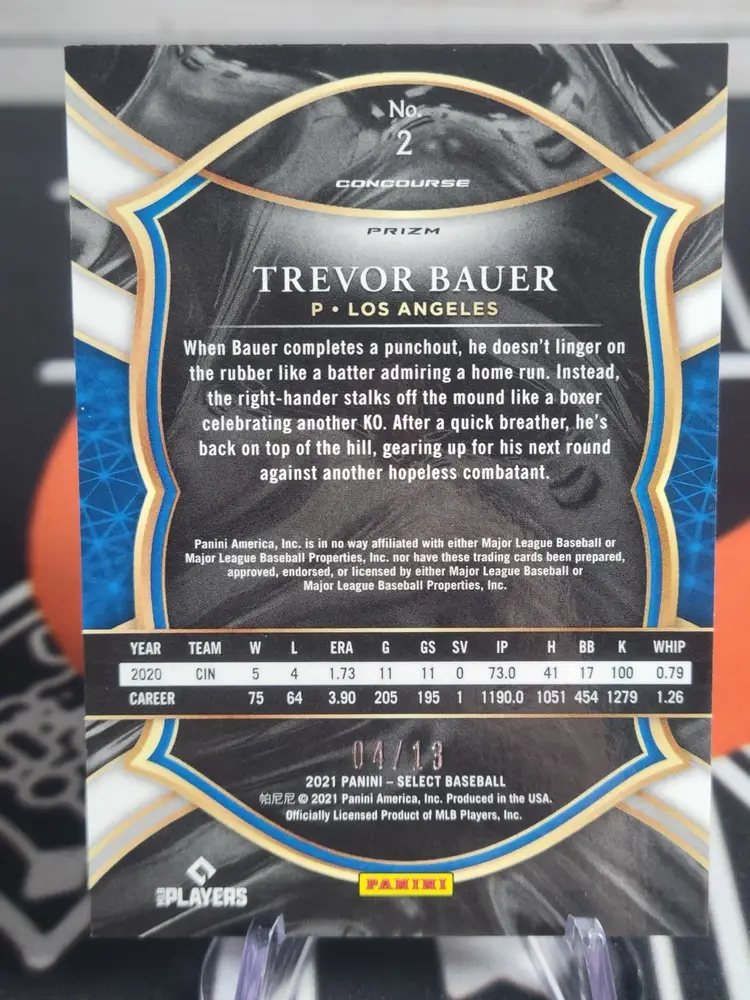 No.
2
CONCOURSE
PRIZM
TREVOR BAUER
P • LOS ANGELES
When Bauer completes a punchout, he doesn't linger on
the rubber like a batter admiring a home run. Instead,
the right-hander stalks off the mound like a boxer
celebrating another KO. After a quick breather, he's
back on top of the hill, gearing up for his next round
against another hopeless combatant.
Panini America, Inc. is in no way affiliated with either Major League Baseball or
Major League Baseball Properties, Inc. nor have these trading cards been prepared,
approved, endorsed, or licensed by either Major League Baseball or
Major League Baseball Properties, Inc.
YEAR TEAM W L ERA G GS SV IP H BB K WHIP
2020 CIN 5 4 1.73 11 11 0 73.0 41 17 100 0.79
CAREER 75 64 3.90 205 195 1 1190.0 1051 454 1279 1.26
04/13
2021 PANINI – SELECT BASEBALL
帕尼尼 © 2021 Panini America, Inc. Produced in the USA.
Officially Licensed Product of MLB Players, Inc.
MLB PLAYERS
PANINI